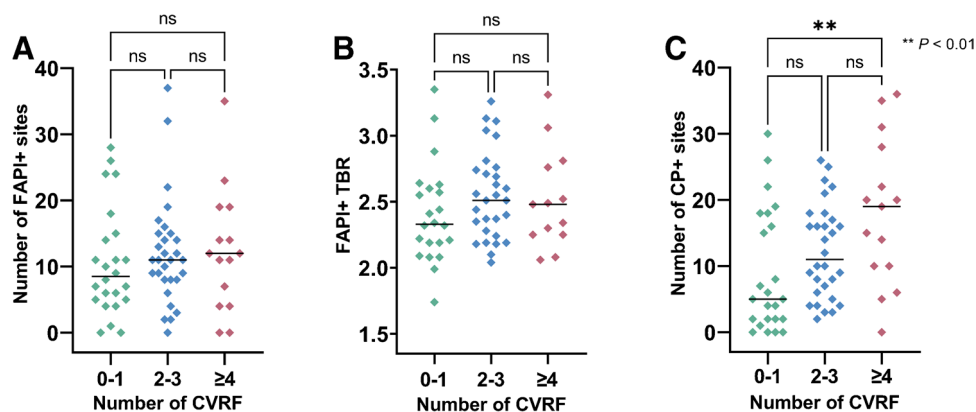 A
ns
ns
ns
Number of FAPI+ sites
40
30
20
10
0
0-1
2-3
≥4
Number of CVRF
B
ns
ns
ns
FAPI+ TBR
3.5
3.0
2.5
2.0
1.5
0-1
2-3
≥4
Number of CVRF
C
**
** P < 0.01
ns
ns
Number of CP+ sites
40
30
20
10
0
0-1
2-3
≥4
Number of CVRF